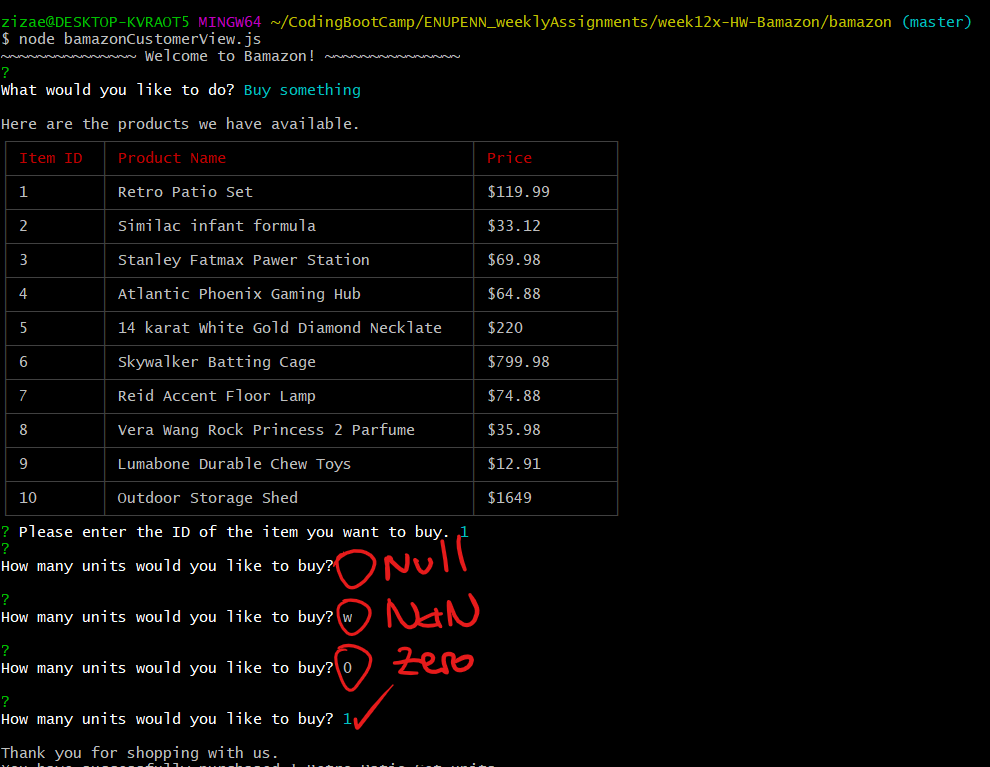 zizae@DESKTOP-KVRAOT5 MINGW64 ~/CodingBootCamp/ENUPENN_weeklyAssignments/week12x-HW-Bamazon/bamazon (master)
$ node bamazonCustomerView.js
~~~~~~~~~~~~~~~ Welcome to Bamazon! ~~~~~~~~~~~~~~~
?
What would you like to do? Buy something
Here are the products we have available.
Item ID Product Name Price
1 Retro Patio Set $119.99
2 Similac infant formula $33.12
3 Stanley Fatmax Pawer Station $69.98
4 Atlantic Phoenix Gaming Hub $64.88
5 14 karat White Gold Diamond Necklate $220
6 Skywalker Batting Cage $799.98
7 Reid Accent Floor Lamp $74.88
8 Vera Wang Rock Princess 2 Parfume $35.98
9 Lumabone Durable Chew Toys $12.91
10 Outdoor Storage Shed $1649
? Please enter the ID of the item you want to buy. 1
?
How many units would you like to buy? Null
?
How many units would you like to buy? w NaN
?
How many units would you like to buy? 0 Zero
?
How many units would you like to buy? 1
Thank you for shopping with us.